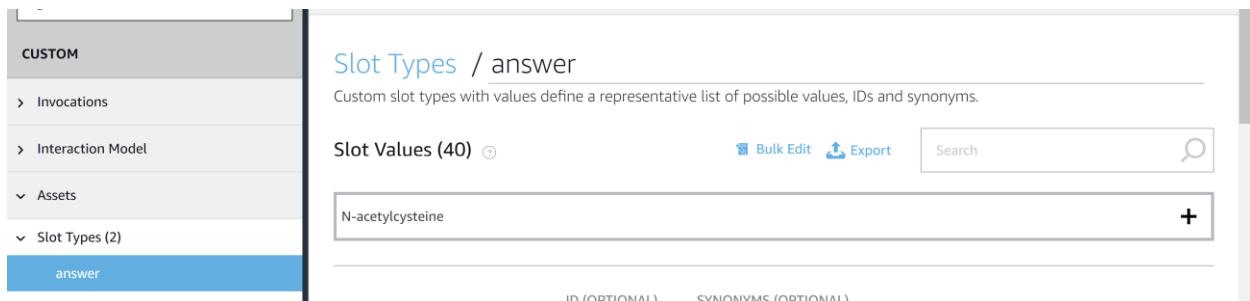 CUSTOM
Invocations
Interaction Model
Assets
Slot Types (2)
answer
Slot Types / answer
Custom slot types with values define a representative list of possible values, IDs and synonyms.
Slot Values (40) ?
Bulk Edit Export Search
N-acetylcysteine +
ID (OPTIONAL) SYNONYMS (OPTIONAL)